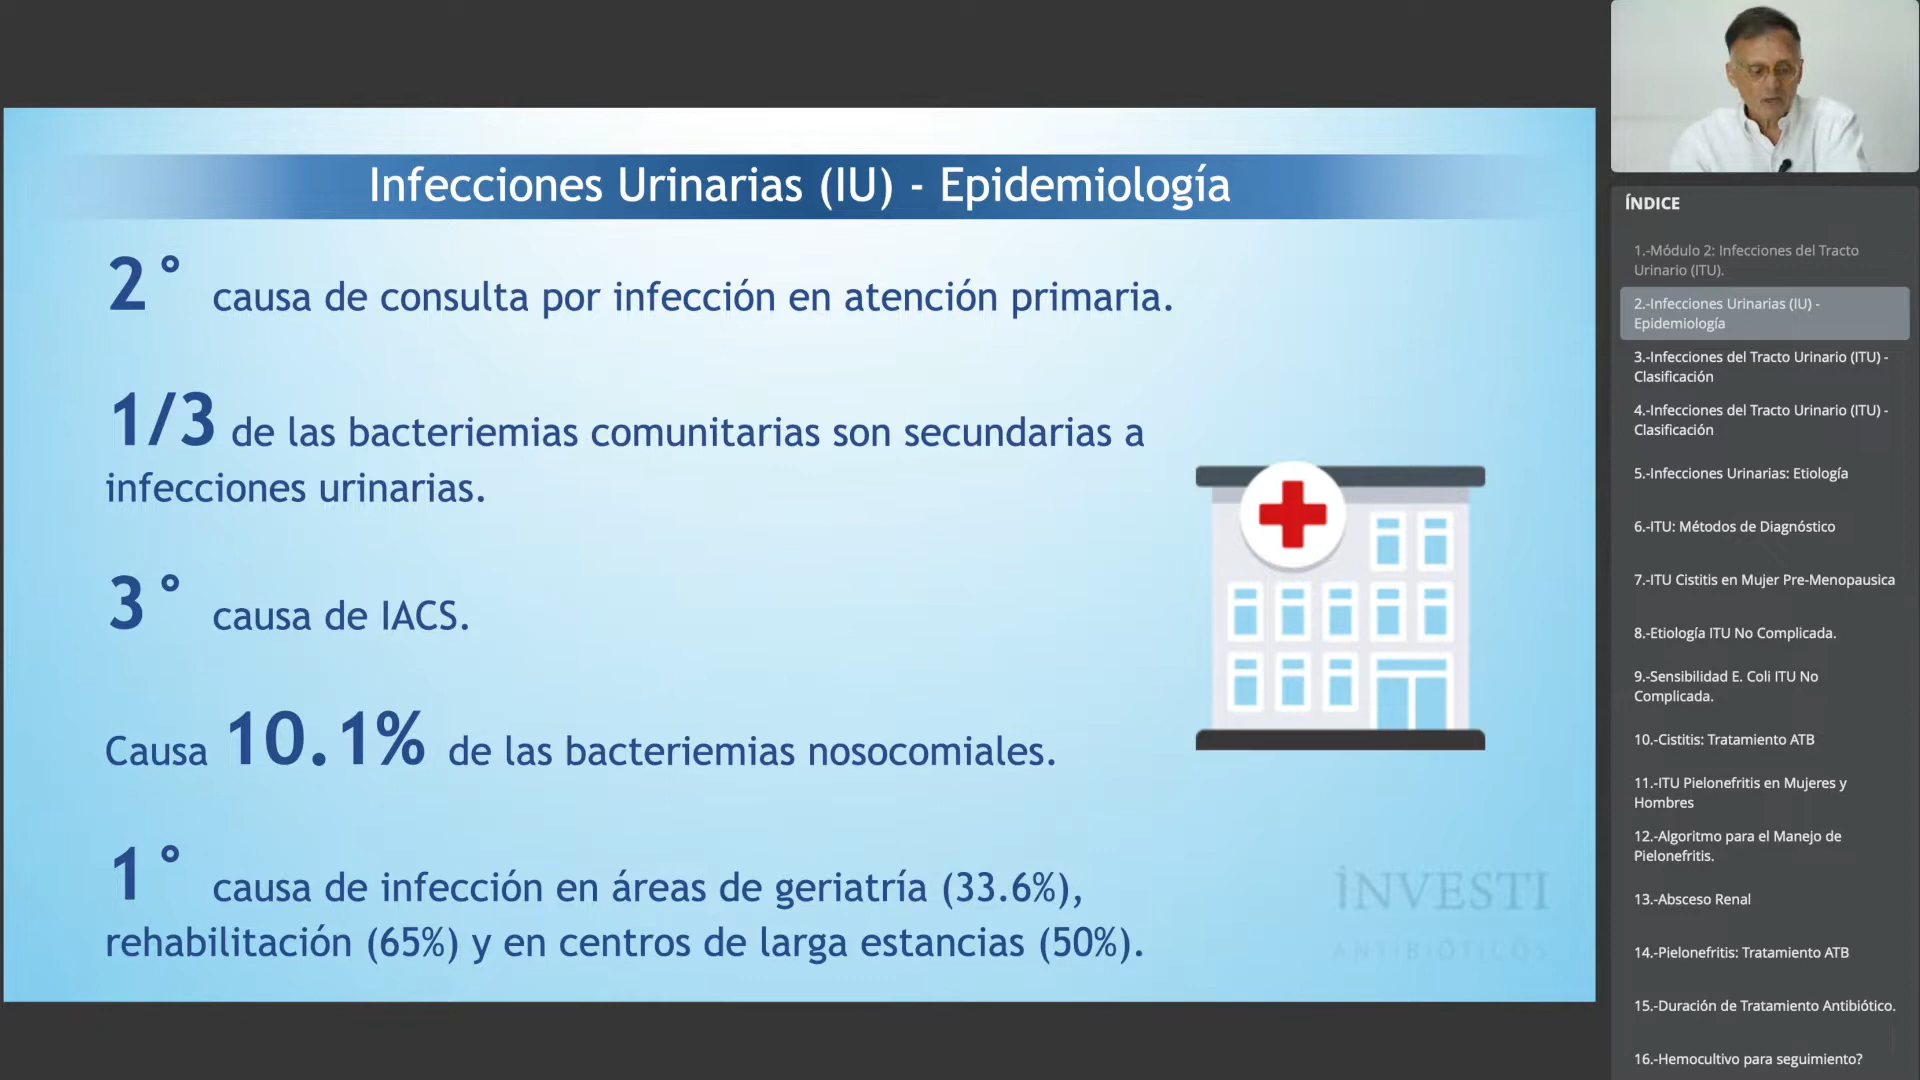 Infecciones Urinarias (IU) - Epidemiología
2° causa de consulta por infección en atención primaria.
1/3 de las bacteriemias comunitarias son secundarias a
infecciones urinarias.
3° causa de IACS.
Causa 10.1% de las bacteriemias nosocomiales.
1° causa de infección en áreas de geriatría (33.6%),
rehabilitación (65%) y en centros de larga estancias (50%).
INVESTI
ANTIBIÓTICOS
ÍNDICE
1.-Módulo 2: Infecciones del Tracto
Urinario (ITU).
2.-Infecciones Urinarias (IU) -
Epidemiología
3.-Infecciones del Tracto Urinario (ITU) -
Clasificación
4.-Infecciones del Tracto Urinario (ITU) -
Clasificación
5.-Infecciones Urinarias: Etiología
6.-ITU: Métodos de Diagnóstico
7.-ITU Cistitis en Mujer Pre-Menopausica
8.-Etiología ITU No Complicada.
9.-Sensibilidad E. Coli ITU No
Complicada.
10.-Cistitis: Tratamiento ATB
11.-ITU Pielonefritis en Mujeres y
Hombres
12.-Algoritmo para el Manejo de
Pielonefritis.
13.-Absceso Renal
14.-Pielonefritis: Tratamiento ATB
15.-Duración de Tratamiento Antibiótico.
16.-Hemocultivo para seguimiento?